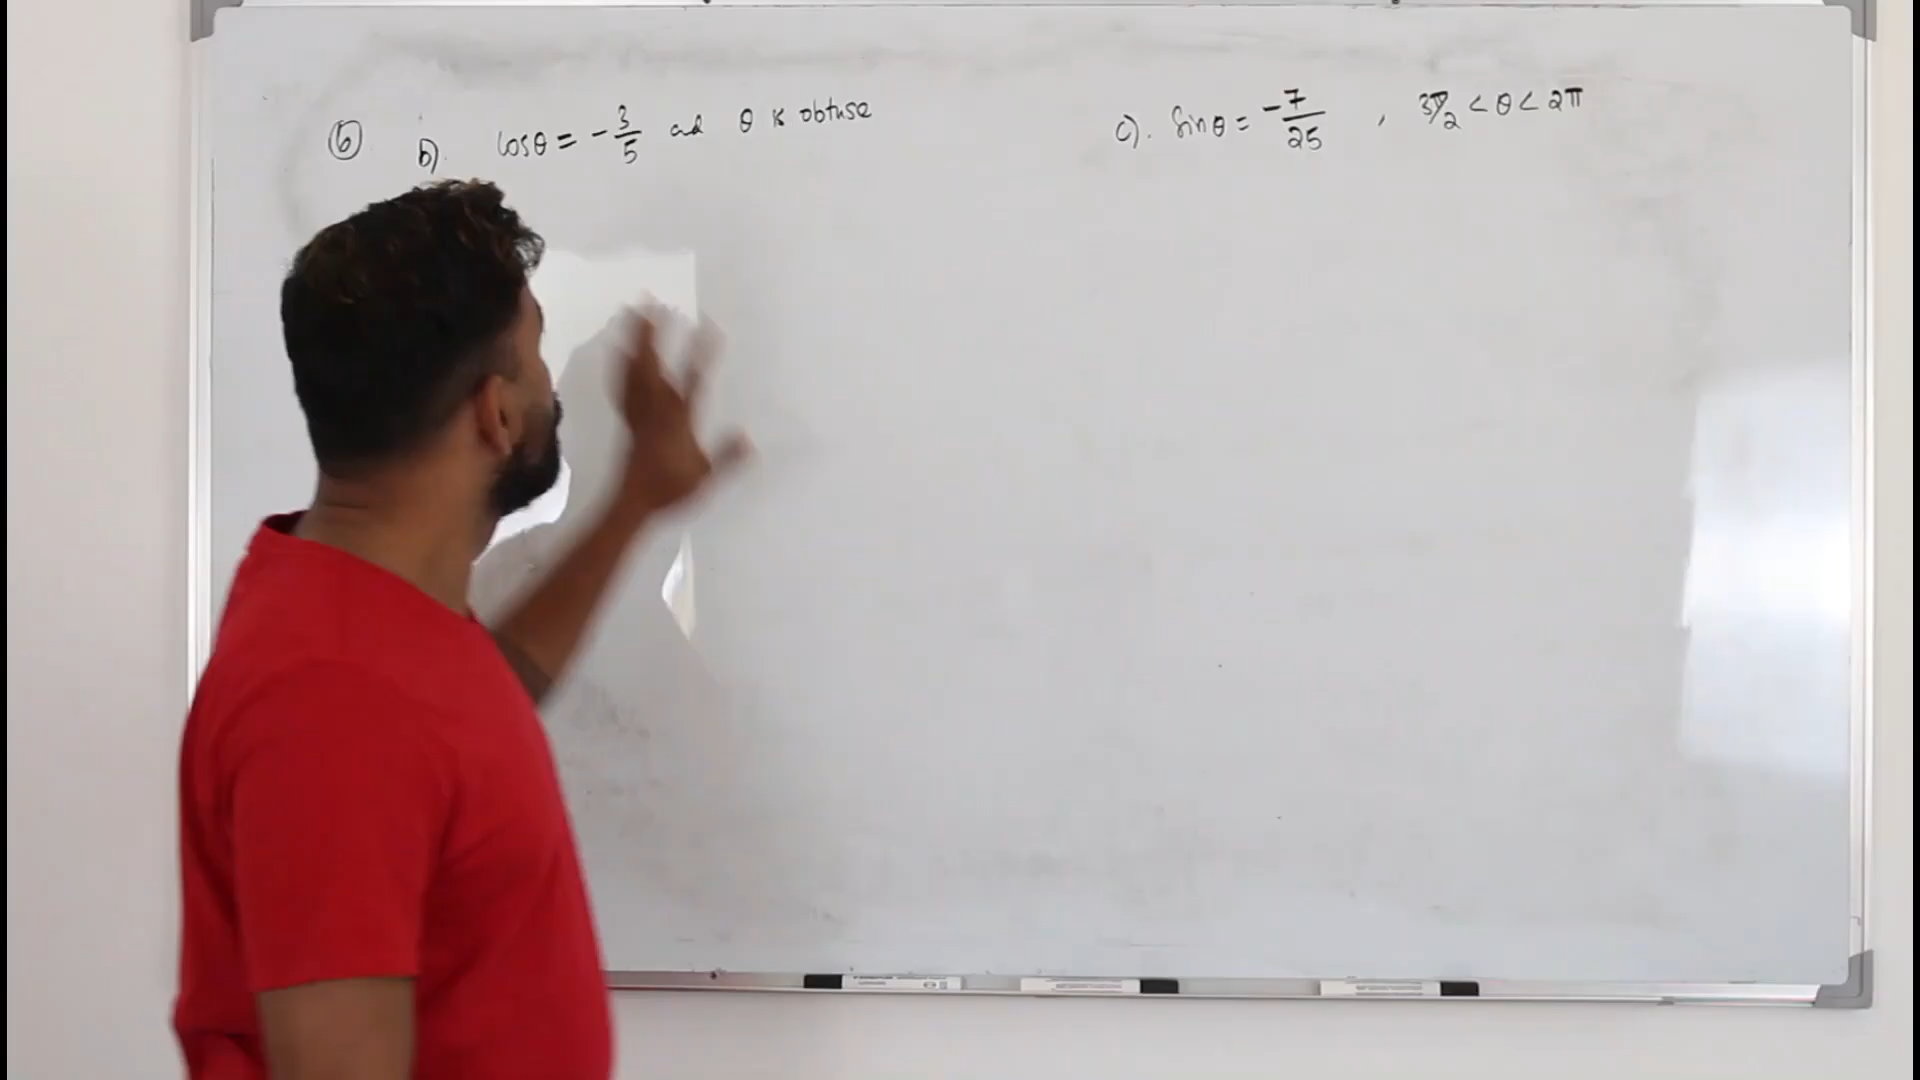 ⑥ b). cosθ = -3/5 and θ is obtuse
c). Sinθ = -7/25 , 3π/2 < θ < 2π